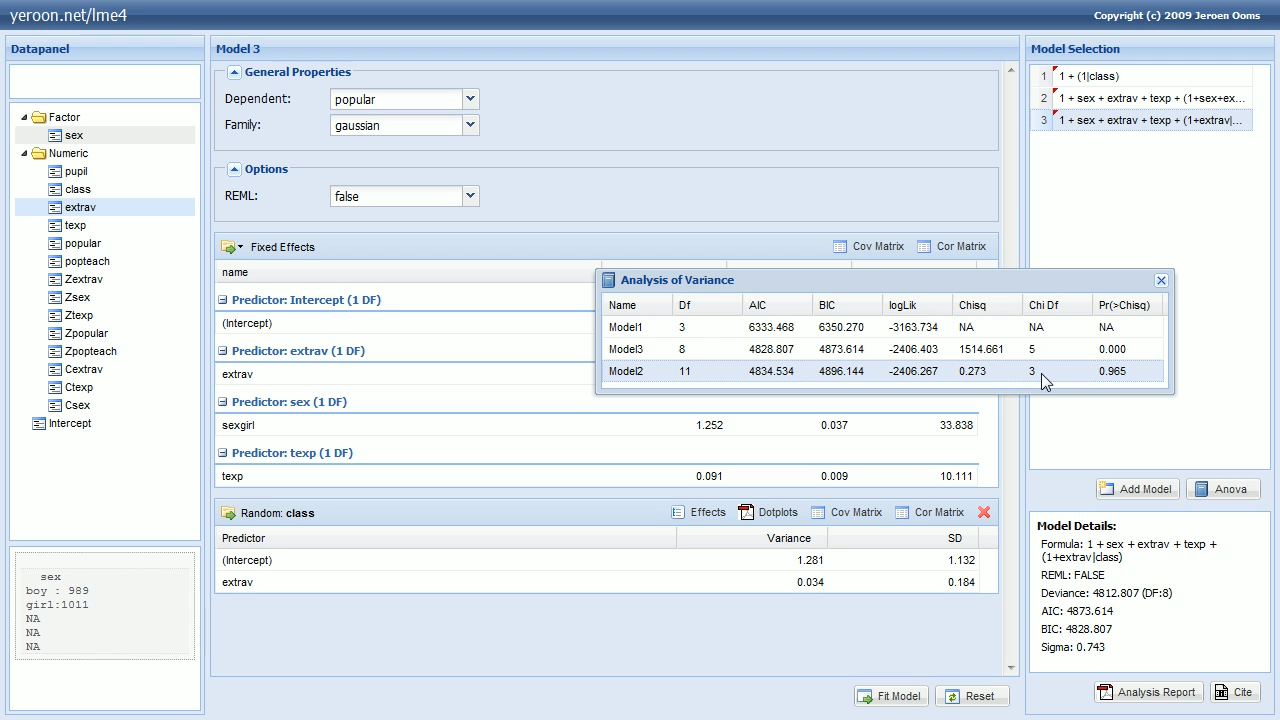 yeroon.net/lme4
Copyright (c) 2009 Jeroen Ooms
Datapanel
Factor
sex
Numeric
pupil
class
extrav
texp
popular
popteach
Zextrav
Zsex
Ztexp
Zpopular
Zpopteach
Cextrav
Ctexp
Csex
Intercept
sex
boy : 989
girl:1011
NA
NA
NA
Model 3
General Properties
Dependent: popular
Family: gaussian
Options
REML: false
Fixed Effects Cov Matrix Cor Matrix
name
Predictor: Intercept (1 DF)
(Intercept)
Predictor: extrav (1 DF)
extrav
Predictor: sex (1 DF)
sexgirl 1.252 0.037 33.838
Predictor: texp (1 DF)
texp 0.091 0.009 10.111
Random: class Effects Dotplots Cov Matrix Cor Matrix
Predictor Variance SD
(Intercept) 1.281 1.132
extrav 0.034 0.184
Fit Model Reset
Analysis of Variance
Name Df AIC BIC logLik Chisq Chi Df Pr(>Chisq)
Model1 3 6333.468 6350.270 -3163.734 NA NA NA
Model3 8 4828.807 4873.614 -2406.403 1514.661 5 0.000
Model2 11 4834.534 4896.144 -2406.267 0.273 3 0.965
Model Selection
1 1 + (1|class)
2 1 + sex + extrav + texp + (1+sex+ex...
3 1 + sex + extrav + texp + (1+extrav|...
Add Model Anova
Model Details:
Formula: 1 + sex + extrav + texp +
(1+extrav|class)
REML: FALSE
Deviance: 4812.807 (DF:8)
AIC: 4873.614
BIC: 4828.807
Sigma: 0.743
Analysis Report Cite